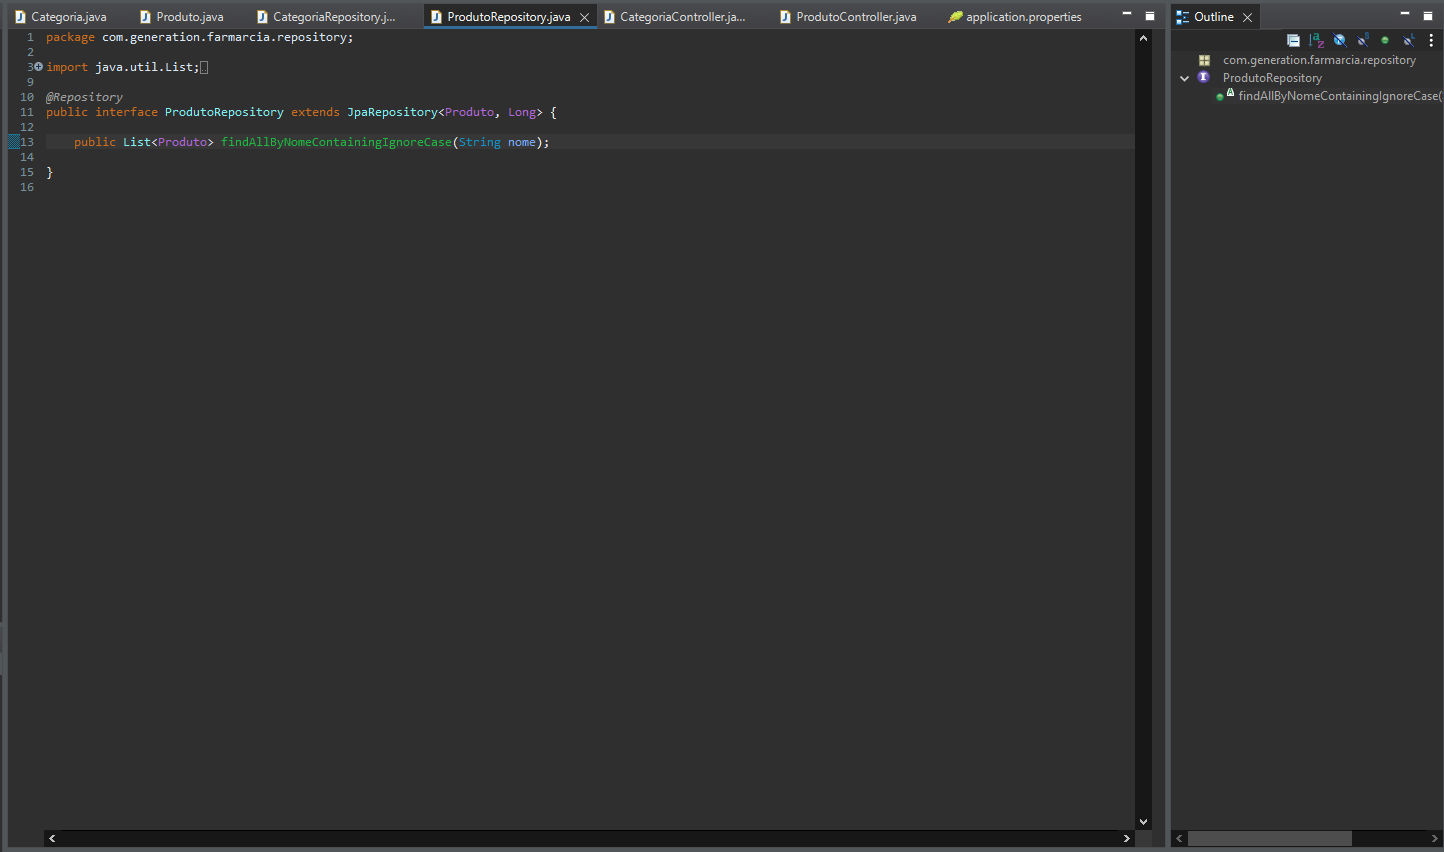 Categoria.java Produto.java CategoriaRepository.j... ProdutoRepository.java CategoriaController.ja... ProdutoController.java application.properties
1 package com.generation.farmarcia.repository;
2
3 import java.util.List;
9
10 @Repository
11 public interface ProdutoRepository extends JpaRepository<Produto, Long> {
12
13 public List<Produto> findAllByNomeContainingIgnoreCase(String nome);
14
15 }
16
Outline
com.generation.farmarcia.repository
ProdutoRepository
findAllByNomeContainingIgnoreCase(